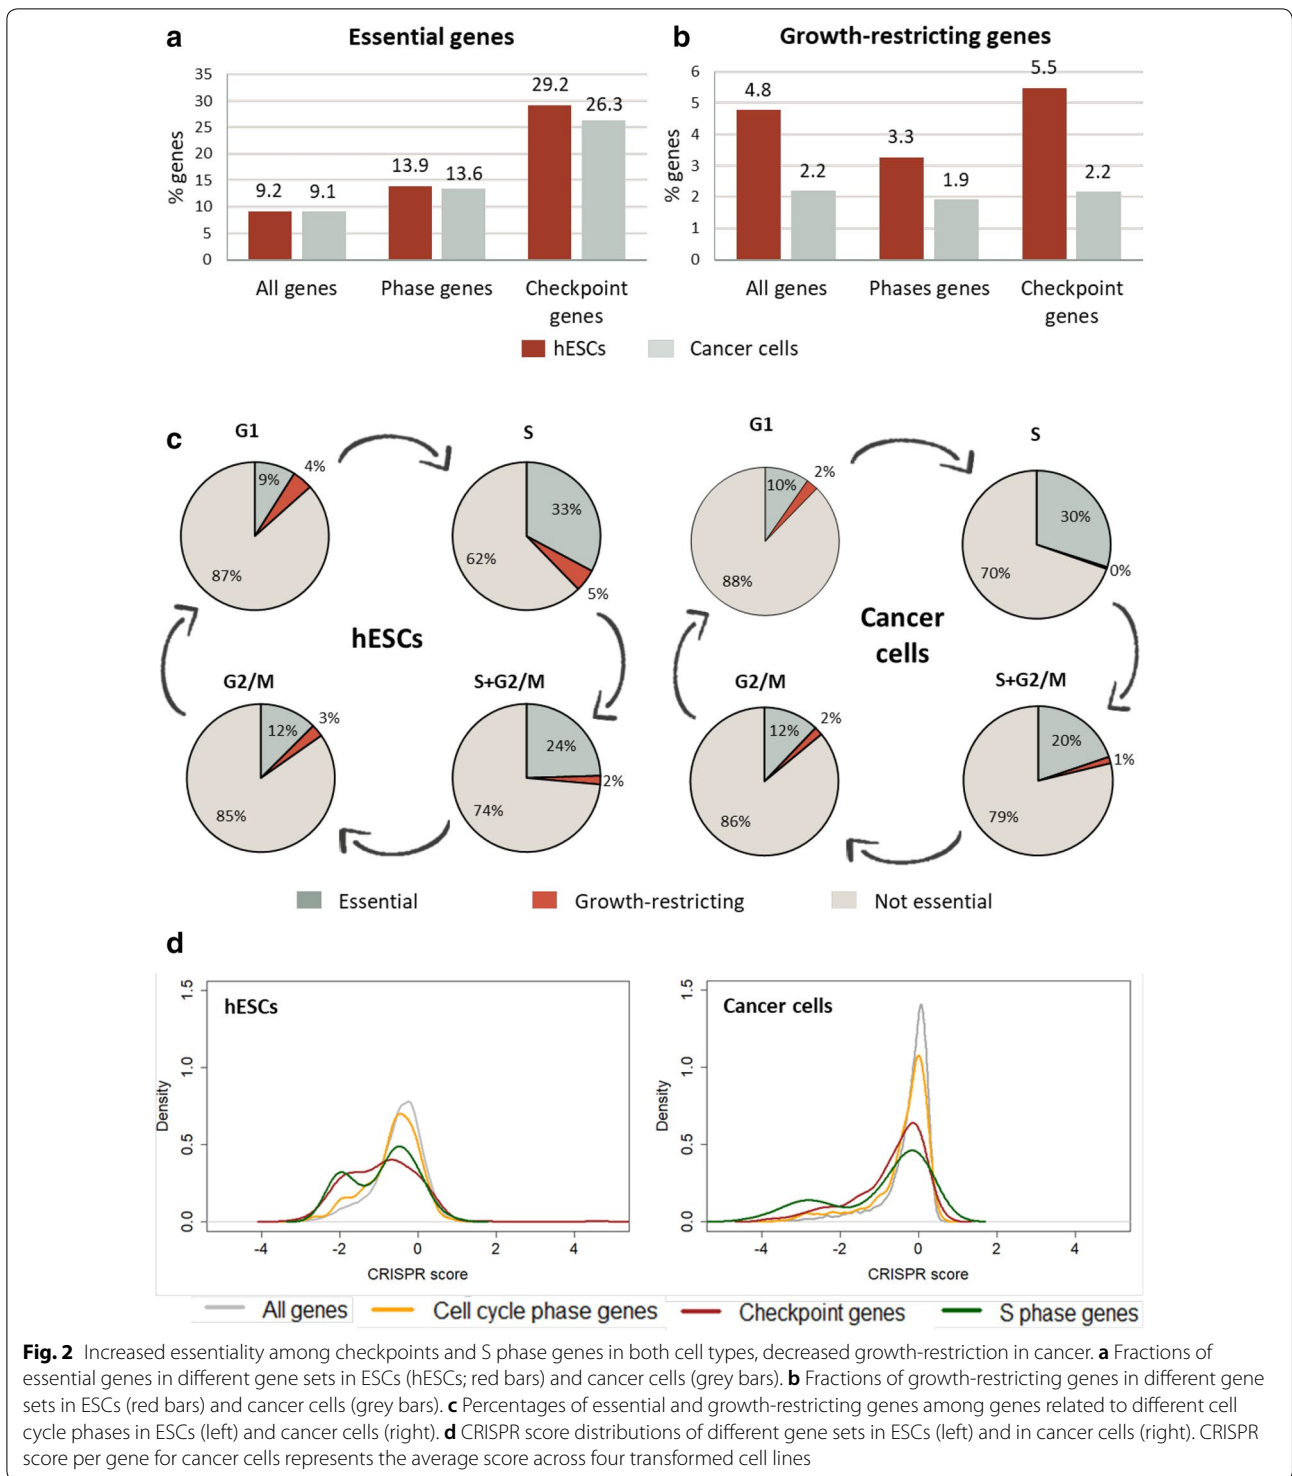 a
Essential genes
35
30
25
20
15
10
5
0
% genes
9.2
9.1
13.9
13.6
29.2
26.3
All genes
Phase genes
Checkpoint
genes
b
Growth-restricting genes
6
5
4
3
2
1
0
% genes
4.8
2.2
3.3
1.9
5.5
2.2
All genes
Phases genes
Checkpoint
genes
hESCs
Cancer cells
c
G1
9%
4%
87%
S
33%
62%
5%
hESCs
G2/M
12%
3%
85%
S+G2/M
24%
2%
74%
G1
10%
2%
88%
S
30%
70%
0%
Cancer
cells
G2/M
12%
2%
86%
S+G2/M
20%
1%
79%
Essential
Growth-restricting
Not essential
d
hESCs
1.5
1.0
0.5
0.0
Density
-4
-2
0
2
4
CRISPR score
Cancer cells
1.5
1.0
0.5
0.0
Density
-4
-2
0
2
4
CRISPR score
All genes
Cell cycle phase genes
Checkpoint genes
S phase genes
Fig. 2 Increased essentiality among checkpoints and S phase genes in both cell types, decreased growth-restriction in cancer. a Fractions of
essential genes in different gene sets in ESCs (hESCs; red bars) and cancer cells (grey bars). b Fractions of growth-restricting genes in different gene
sets in ESCs (red bars) and cancer cells (grey bars). c Percentages of essential and growth-restricting genes among genes related to different cell
cycle phases in ESCs (left) and cancer cells (right). d CRISPR score distributions of different gene sets in ESCs (left) and in cancer cells (right). CRISPR
score per gene for cancer cells represents the average score across four transformed cell lines